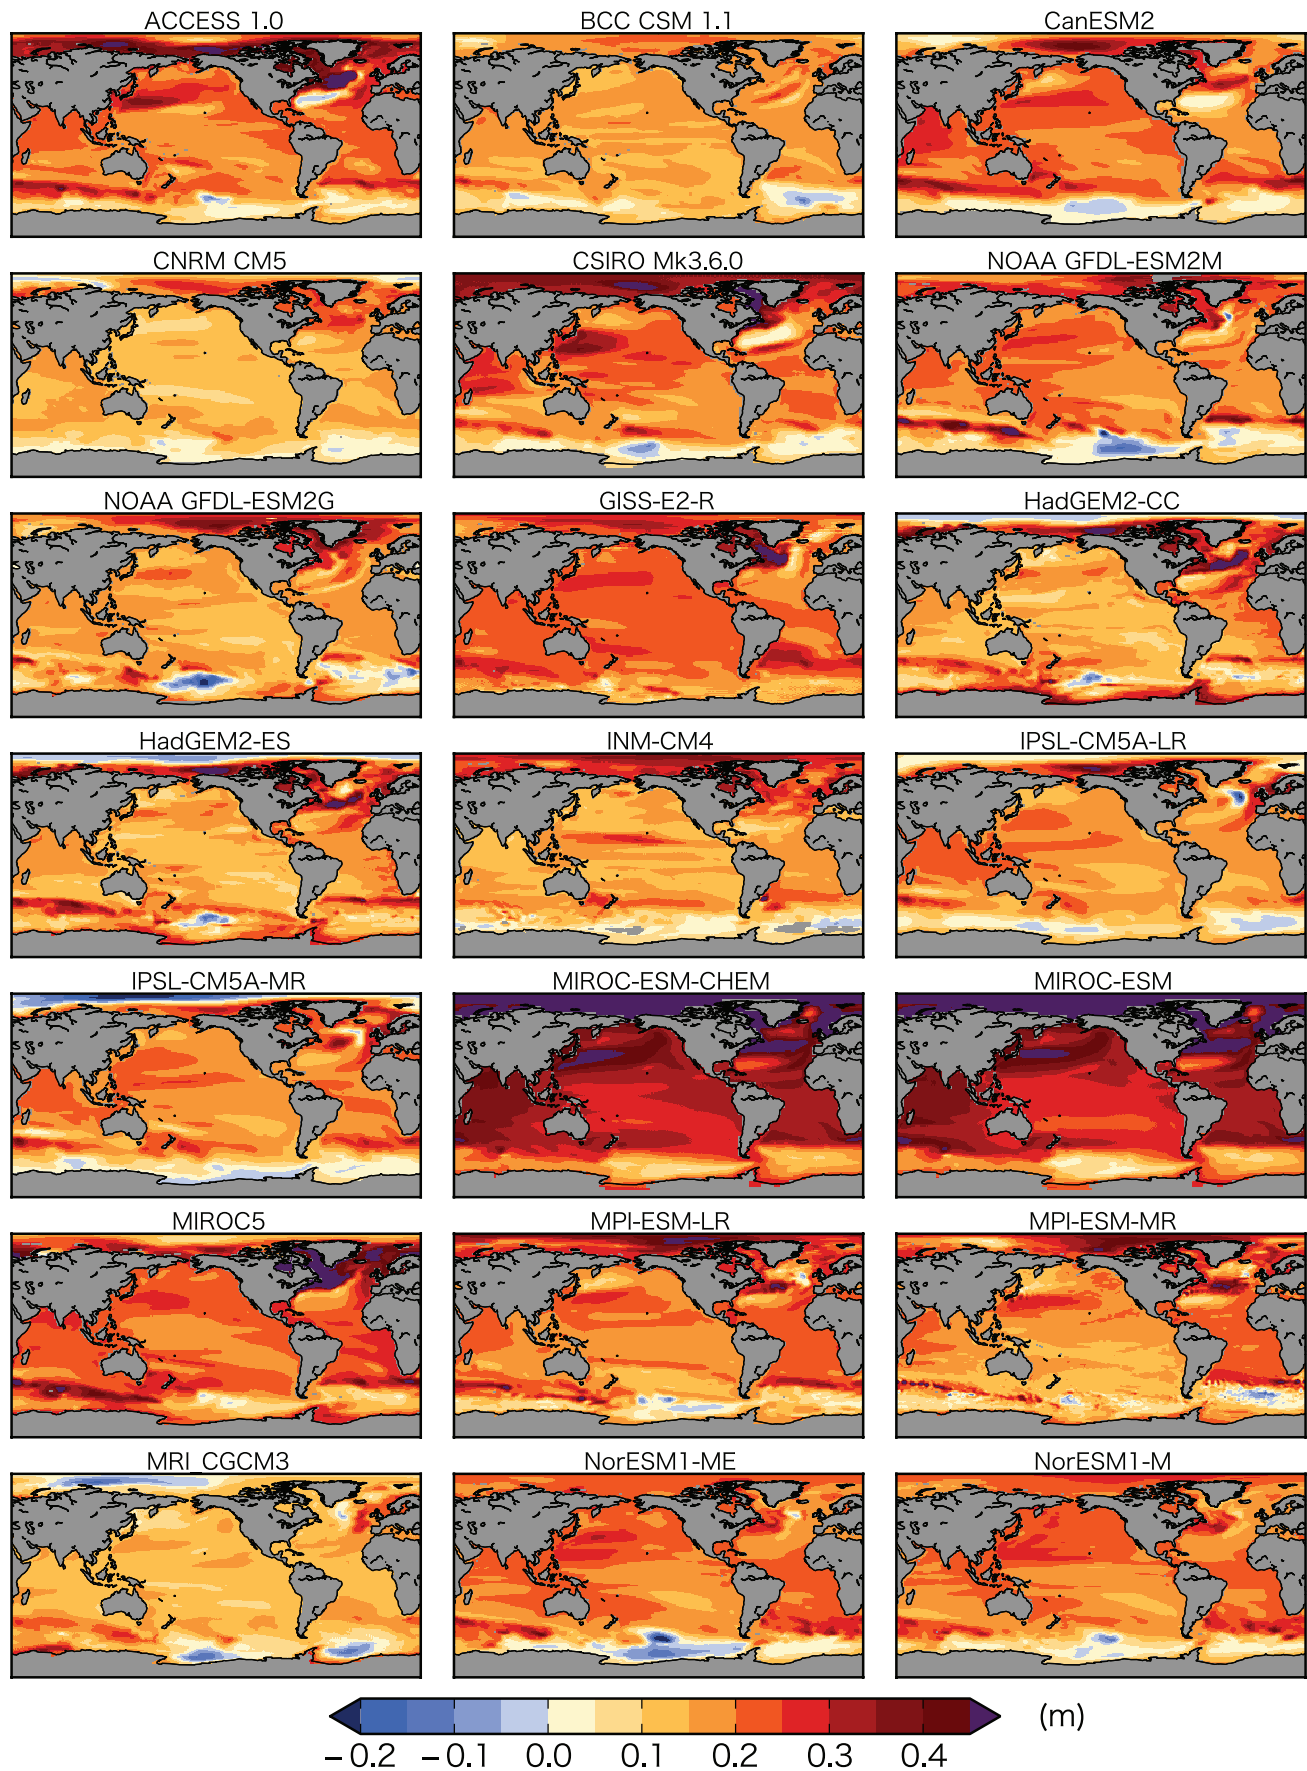 ACCESS 1.0 BCC CSM 1.1 CanESM2
CNRM CM5 CSIRO Mk3.6.0 NOAA GFDL-ESM2M
NOAA GFDL-ESM2G GISS-E2-R HadGEM2-CC
HadGEM2-ES INM-CM4 IPSL-CM5A-LR
IPSL-CM5A-MR MIROC-ESM-CHEM MIROC-ESM
MIROC5 MPI-ESM-LR MPI-ESM-MR
MRI_CGCM3 NorESM1-ME NorESM1-M
(m)
−0.2 −0.1 0.0 0.1 0.2 0.3 0.4